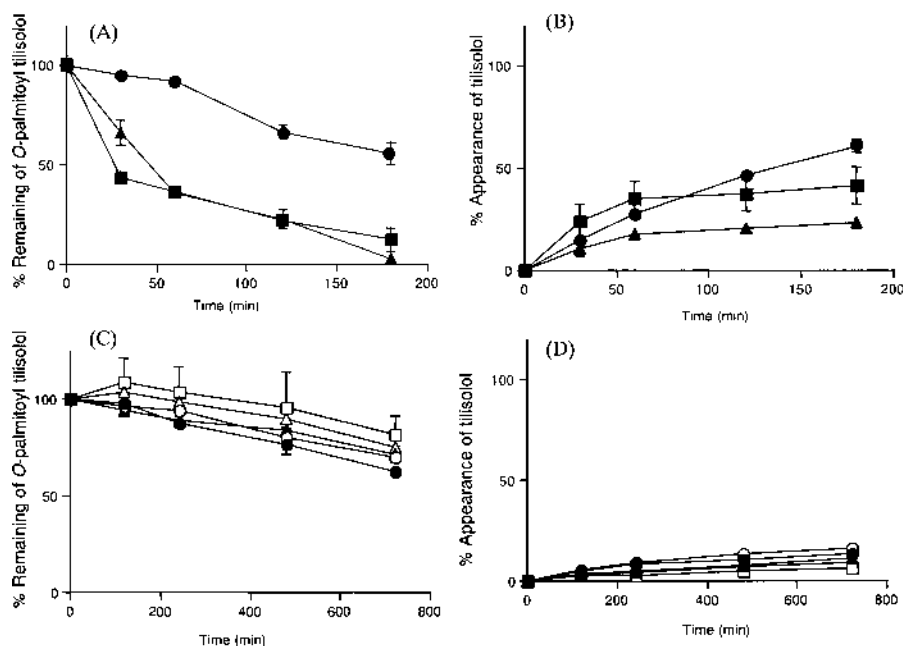 (A)
% Remaining of O-palmitoyl tilisolol
100
50
0
0 50 100 150 200
Time (min)
(B)
% Appearance of tilisolol
100
50
0
0 50 100 150 200
Time (min)
(C)
% Remaining of O-palmitoyl tilisolol
100
50
0
0 200 400 600 800
Time (min)
(D)
% Appearance of tilisolol
100
50
0
0 200 400 600 800
Time (min)